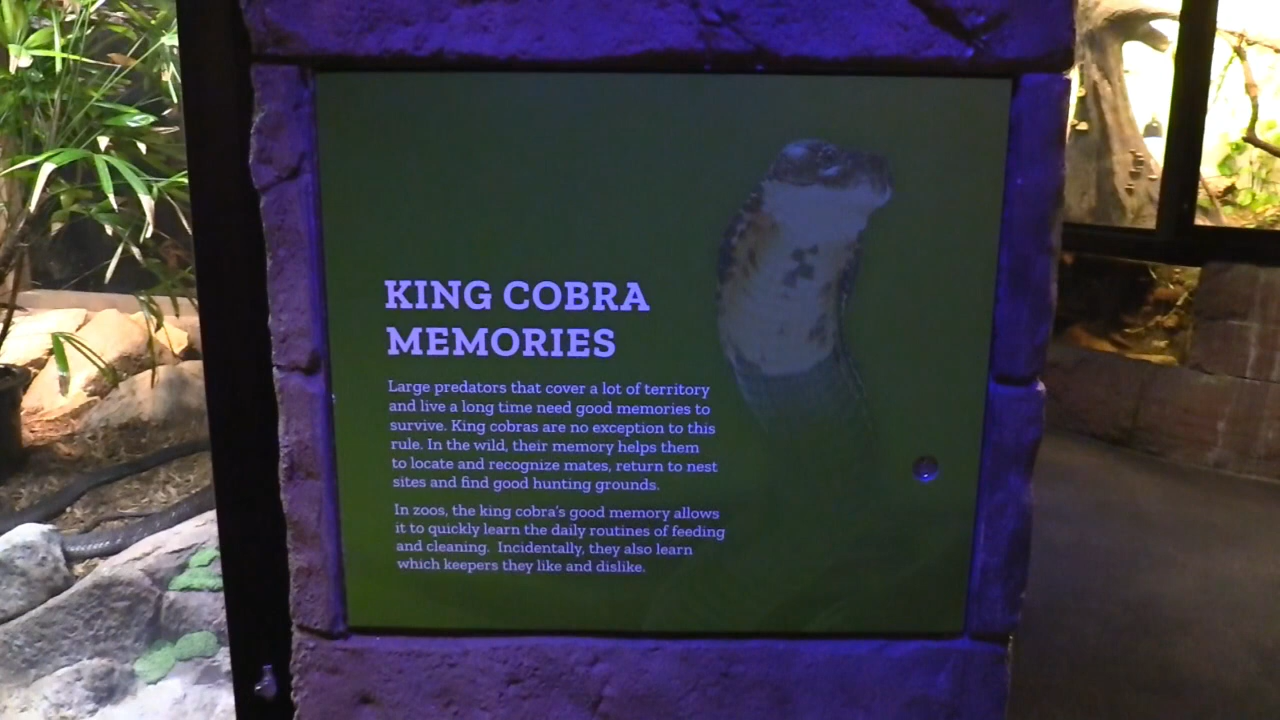 KING COBRA
MEMORIES
Large predators that cover a lot of territory
and live a long time need good memories to
survive. King cobras are no exception to this
rule. In the wild, their memory helps them
to locate and recognize mates, return to nest
sites and find good hunting grounds.
In zoos, the king cobra's good memory allows
it to quickly learn the daily routines of feeding
and cleaning.  Incidentally, they also learn
which keepers they like and dislike.